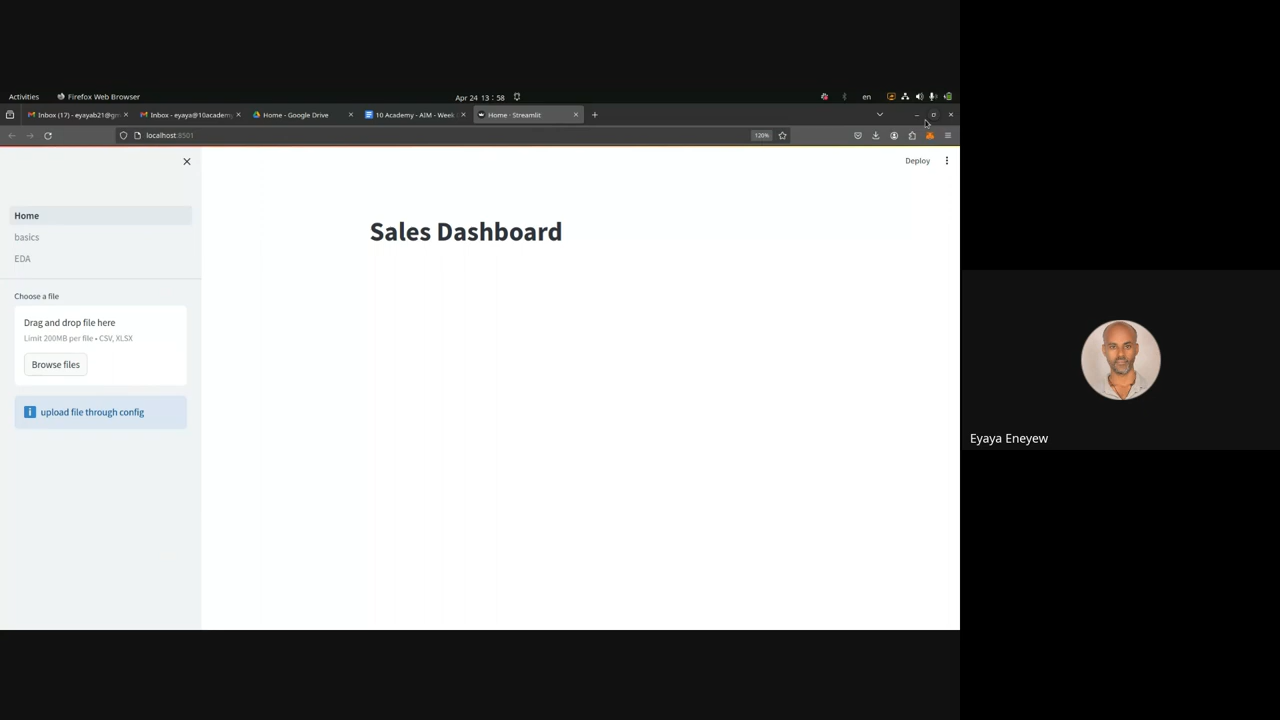 Activities
Firefox Web Browser
Apr 24 13:58
en
Inbox (17) - eyayab21@gm
Inbox - eyaya@10academy
Home - Google Drive
10 Academy - AIM - Week
Home · Streamlit
localhost:8501
120%
Deploy
Home
basics
EDA
Sales Dashboard
Choose a file
Drag and drop file here
Limit 200MB per file • CSV, XLSX
Browse files
upload file through config
Eyaya Eneyew